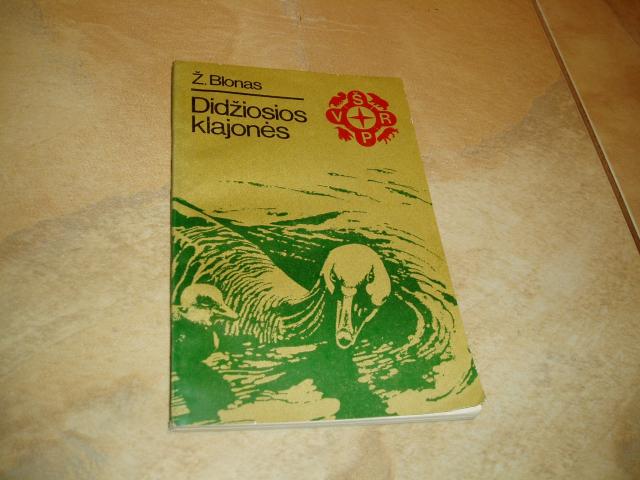 Ž. Blonas
Didžiosios
klajonės
Š
V R
P